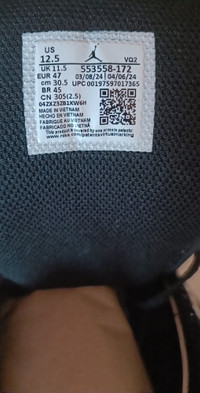 US
12.5
VQ2
UK 11.5
553558-172
EUR 47
03/08/24
04/06/24
cm 30.5
UPC 00197597017365
BR 45
CN 305(2.5)
MADE IN VIETNAM
HECHO EN VIETNAM
FABRIQUE AU VIETNAM
FABRICADO NO VIETNÃ